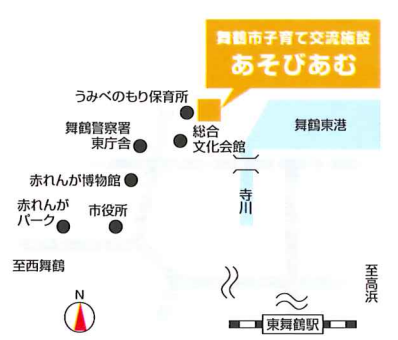 舞鶴市子育て交流施設
あそびあむ
うみべのもり保育所
舞鶴警察署
東庁舎
総合
文化会館
舞鶴東港
赤れんが博物館
寺川
赤れんが
パーク
市役所
至西舞鶴
至高浜
N
東舞鶴駅